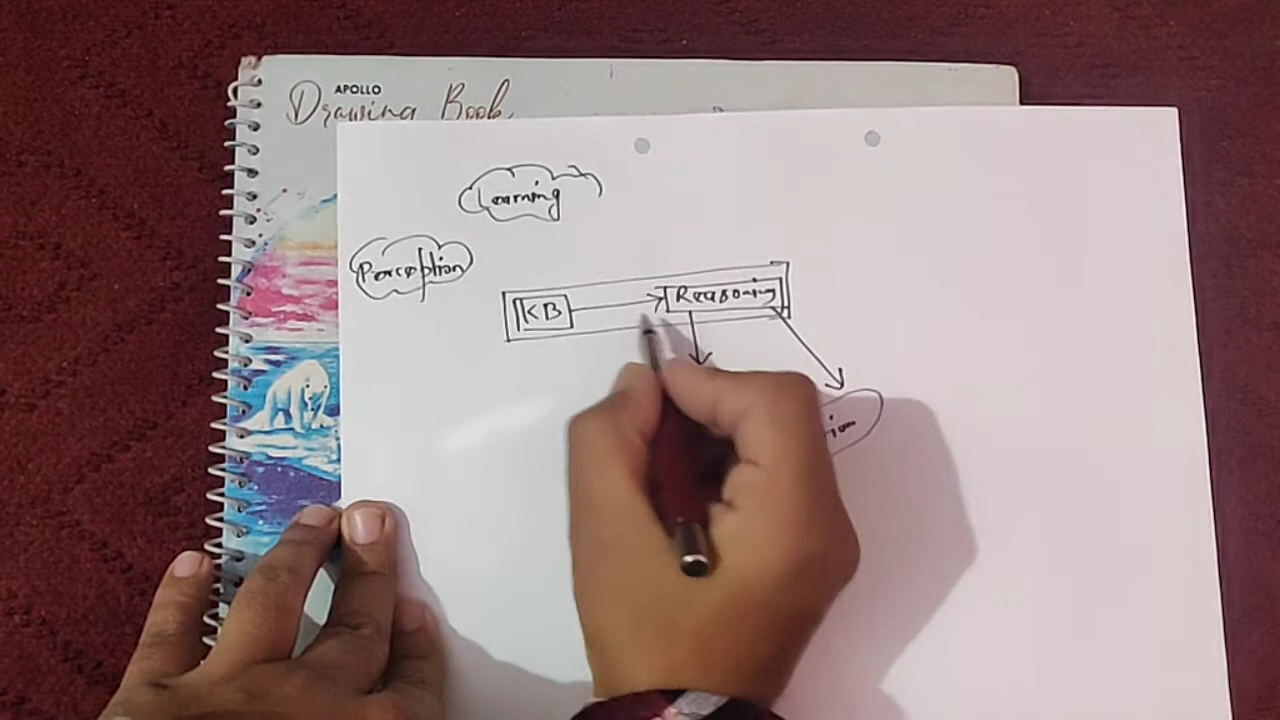 APOLLO
Drawing Book
Learning
Perception
KB
Reasoning